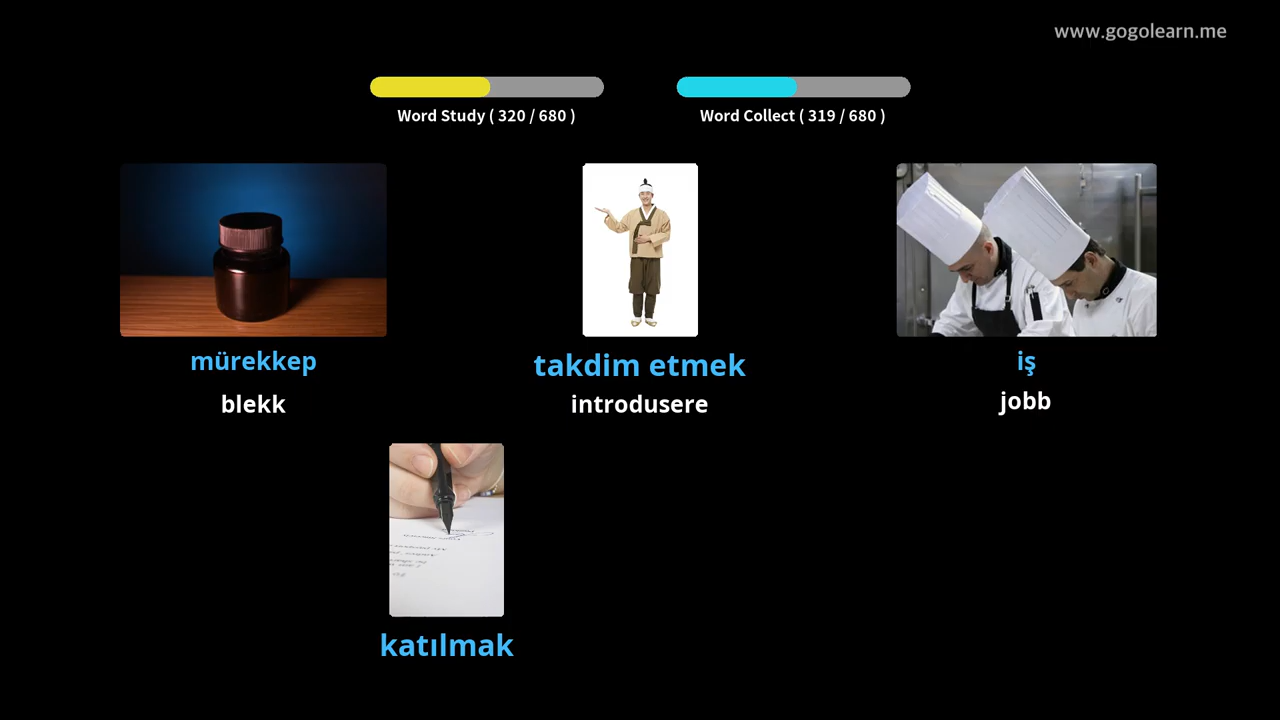 www.gogolearn.me
Word Study ( 320 / 680 )
Word Collect ( 319 / 680 )
mürekkep
takdim etmek
iş
blekk
introdusere
jobb
katılmak